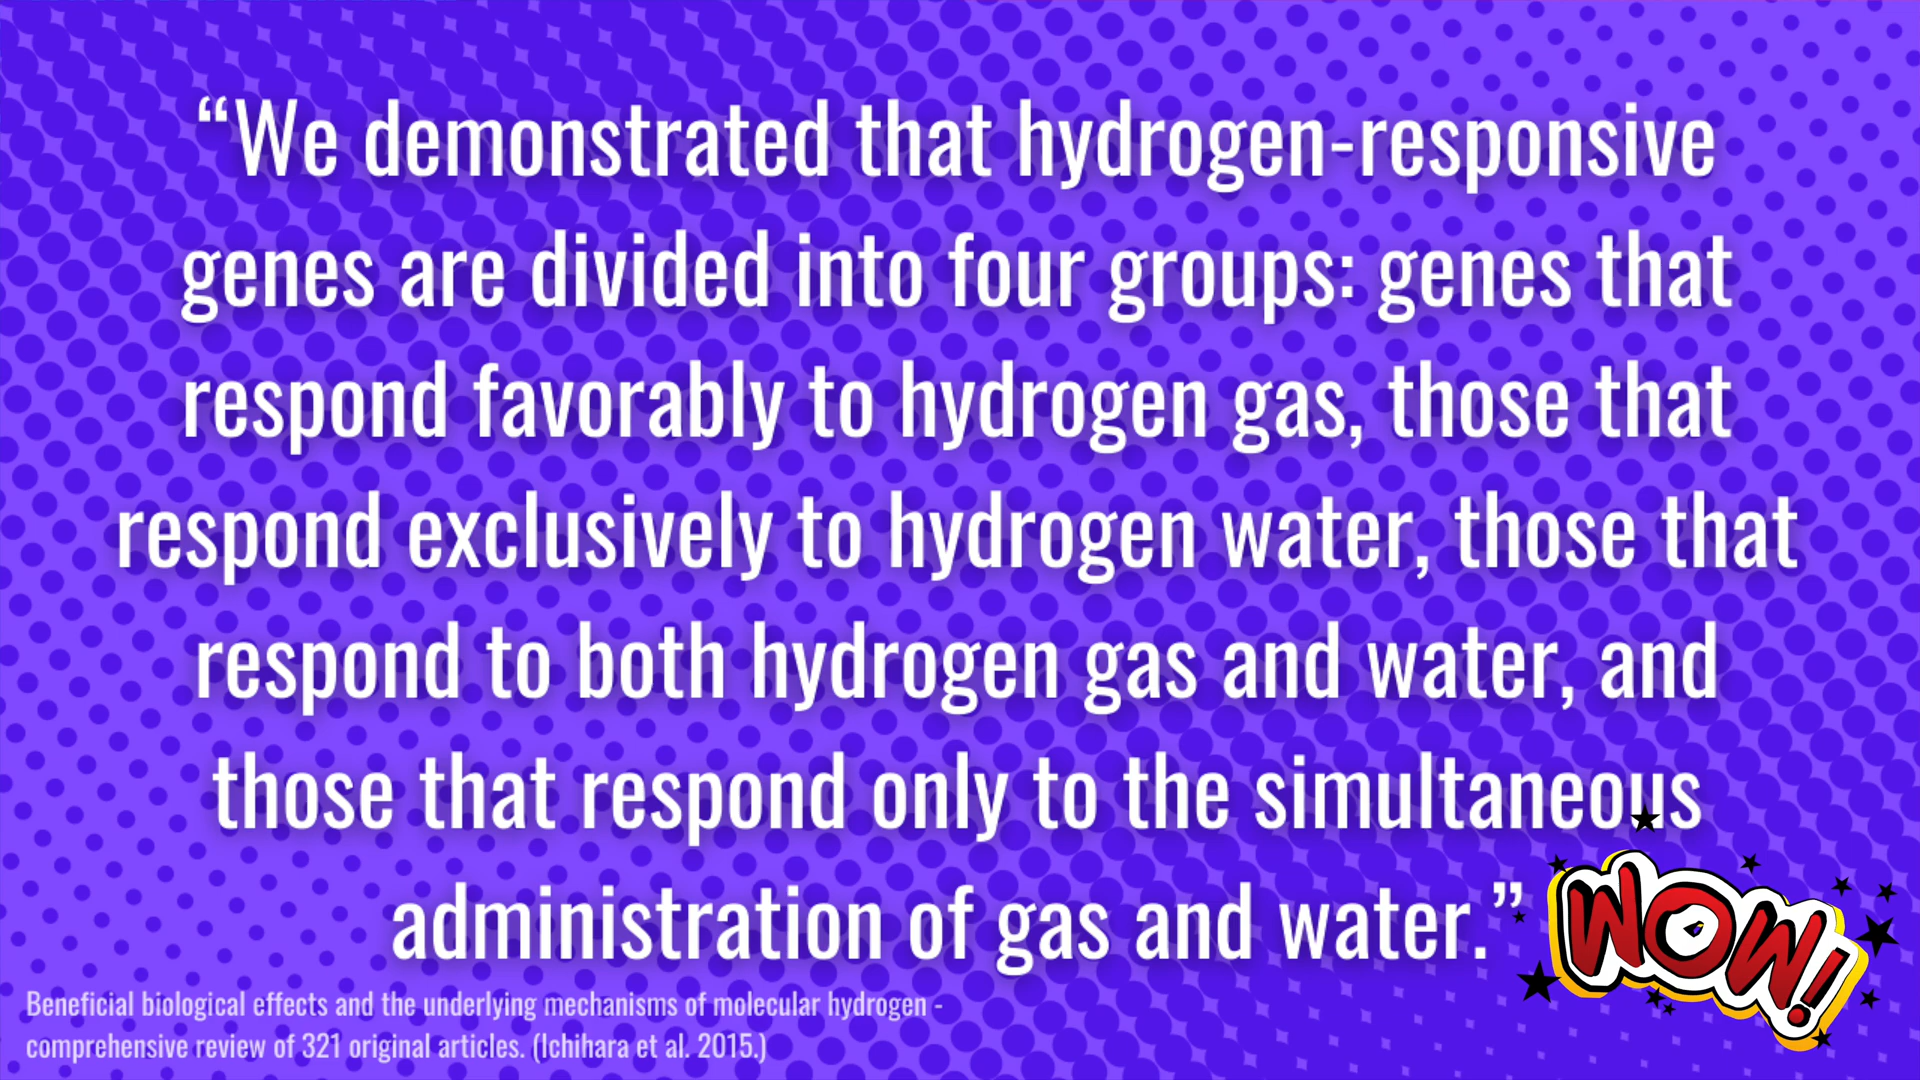 “We demonstrated that hydrogen-responsive
genes are divided into four groups: genes that
respond favorably to hydrogen gas, those that
respond exclusively to hydrogen water, those that
respond to both hydrogen gas and water, and
those that respond only to the simultaneous
administration of gas and water.”
WOW!
Beneficial biological effects and the underlying mechanisms of molecular hydrogen -
comprehensive review of 321 original articles. (Ichihara et al. 2015.)